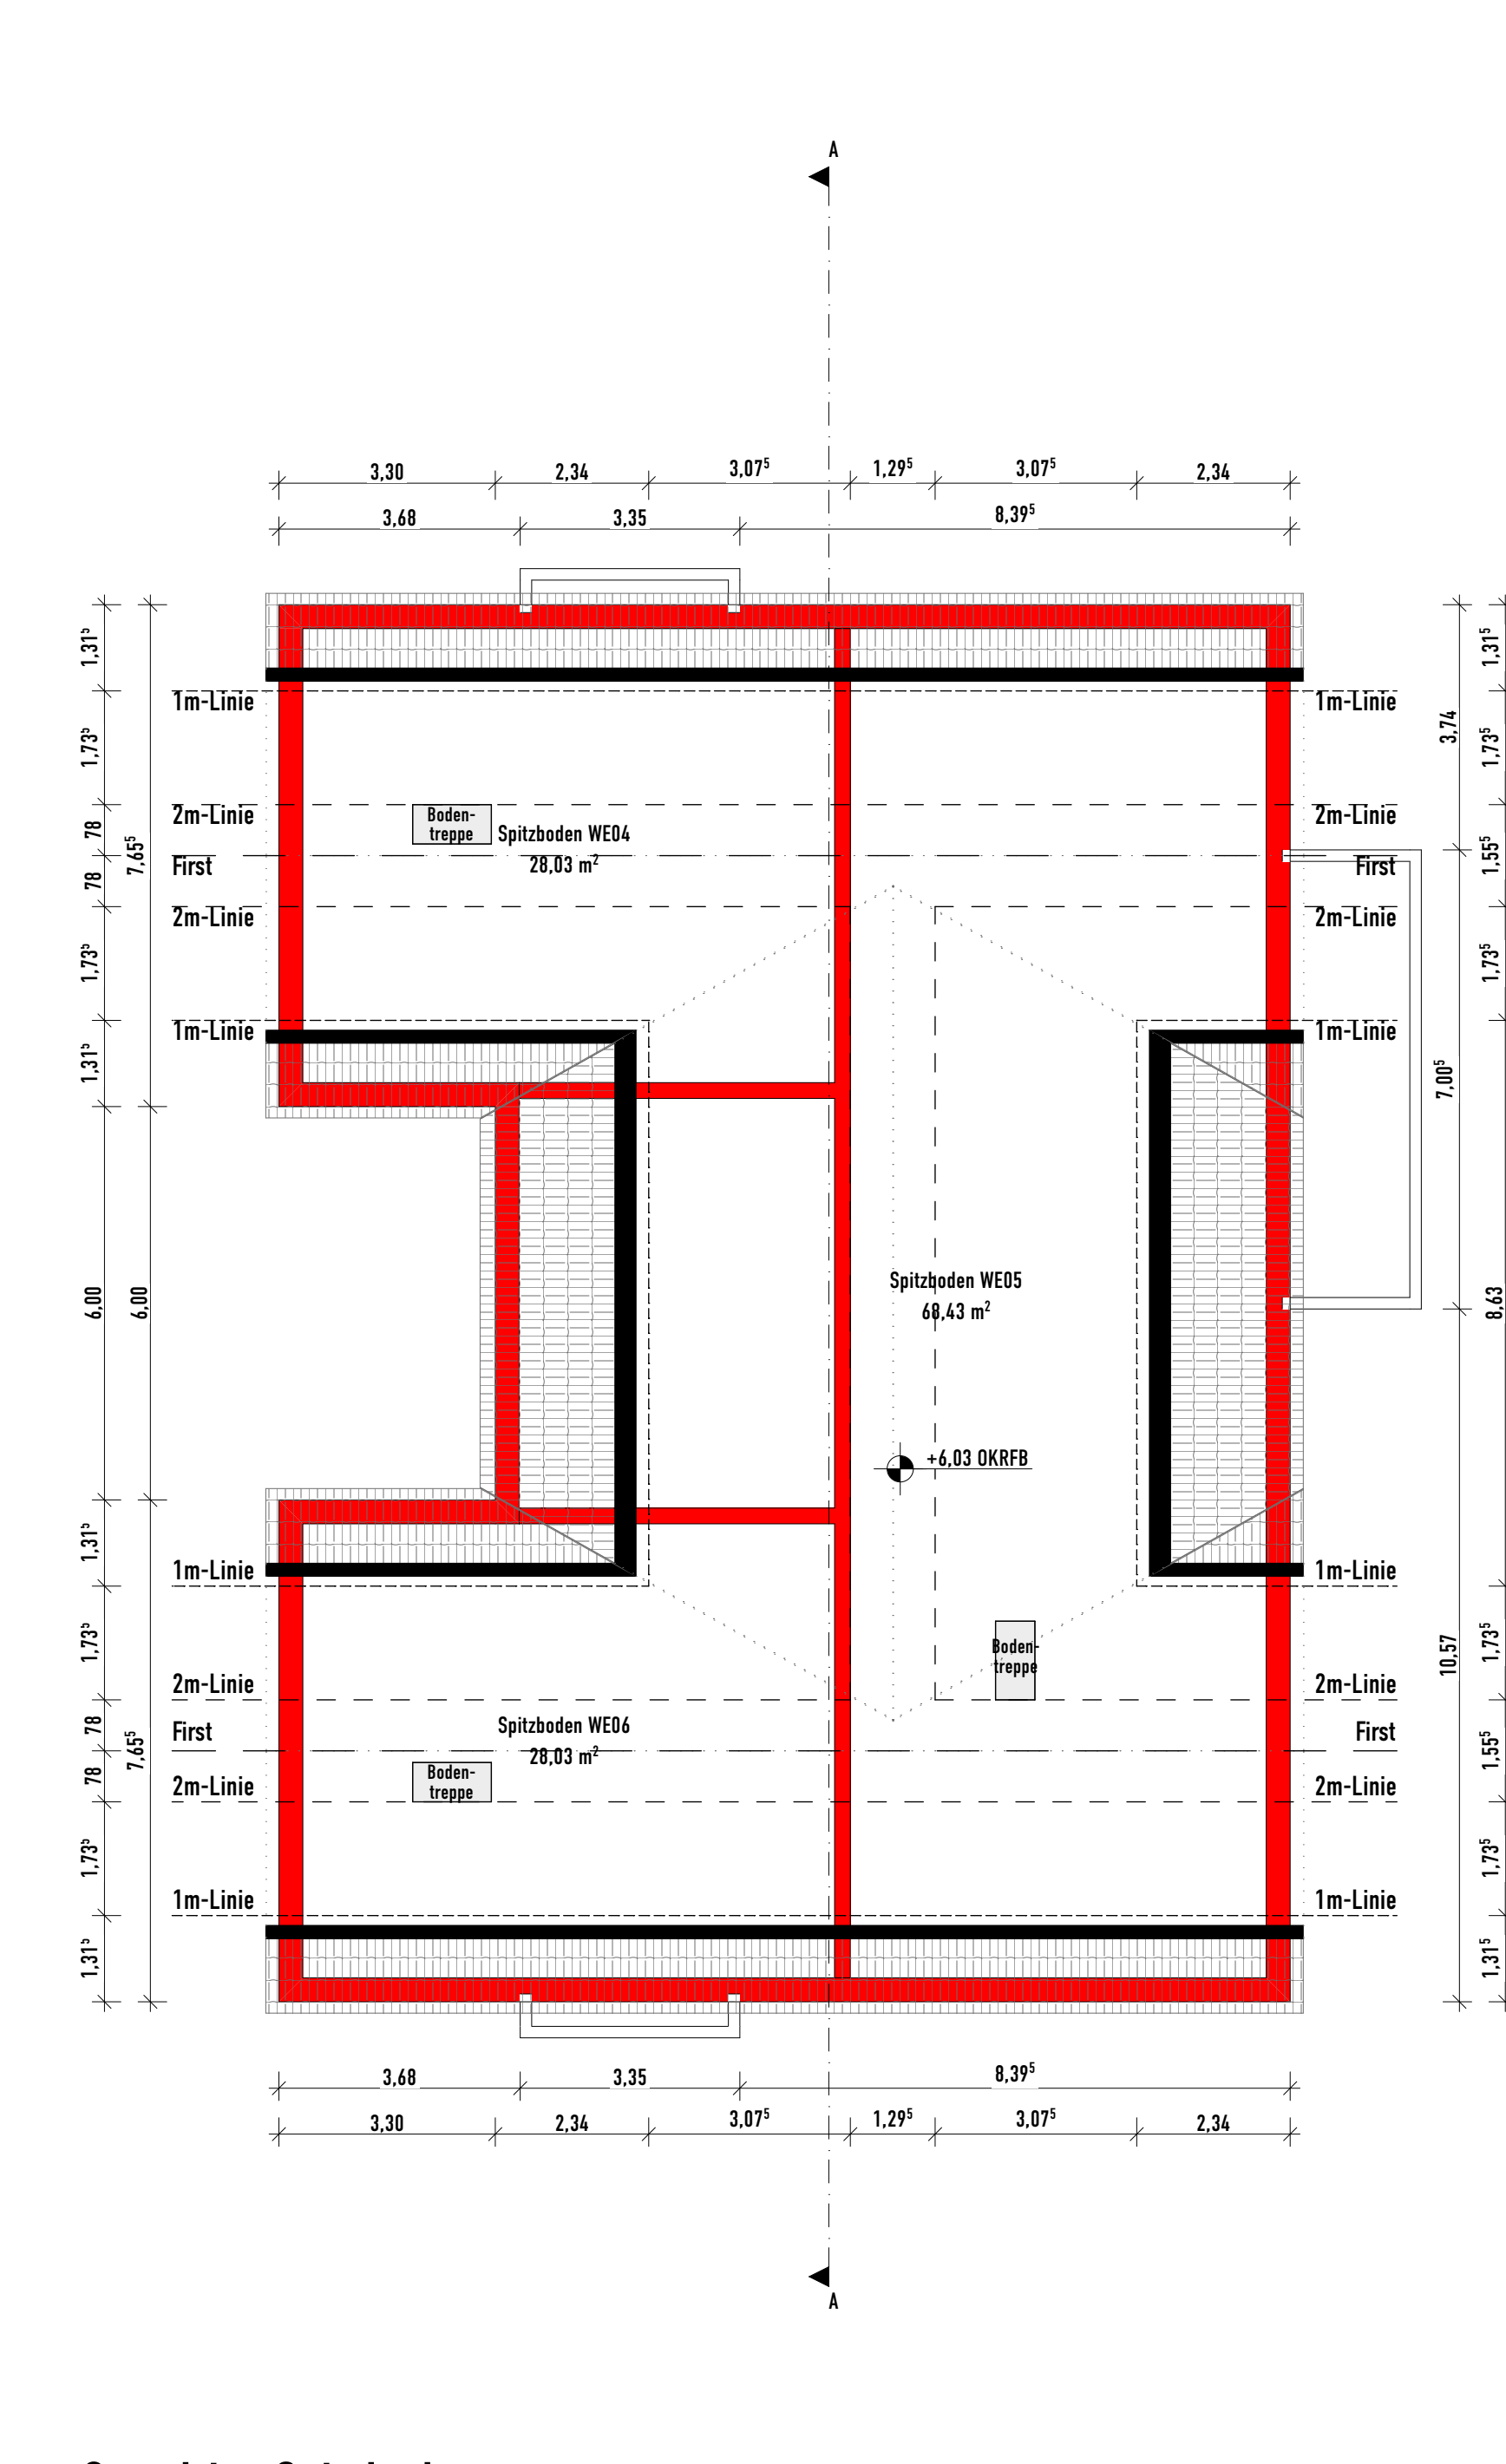 A
3,30
2,34
3,07⁵
1,29⁵
3,07⁵
2,34
3,68
3,35
8,39⁵
1,31⁵
1,73⁵
78
78
1,73⁵
1,31⁵
6,00
1,31⁵
1,73⁵
78
78
1,73⁵
1,31⁵
7,65⁵
6,00
7,65⁵
1m-Linie
2m-Linie
First
2m-Linie
1m-Linie
1m-Linie
2m-Linie
First
2m-Linie
1m-Linie
Boden-
treppe
Spitzboden WE04
28,03 m²
Spitzboden WE05
68,43 m²
+6,03 OKRFB
Boden-
treppe
Spitzboden WE06
28,03 m²
Boden-
treppe
1m-Linie
2m-Linie
First
2m-Linie
1m-Linie
1m-Linie
2m-Linie
First
2m-Linie
1m-Linie
3,74
7,00⁵
10,57
1,31⁵
1,73⁵
1,55⁵
1,73⁵
8,63
1,73⁵
1,55⁵
1,73⁵
1,31⁵
3,68
3,35
8,39⁵
3,30
2,34
3,07⁵
1,29⁵
3,07⁵
2,34
A